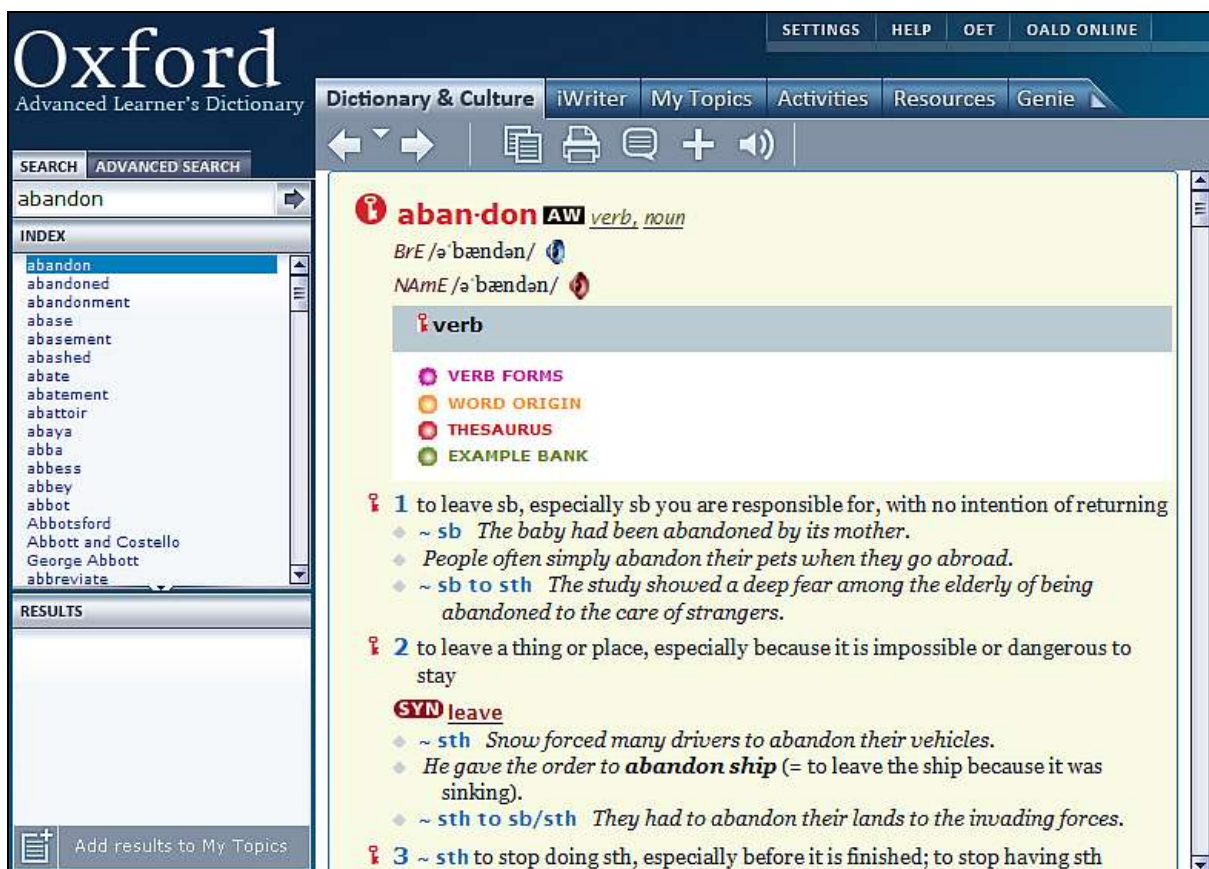 Oxford
Advanced Learner's Dictionary
SETTINGS HELP OET OALD ONLINE
Dictionary & Culture iWriter My Topics Activities Resources Genie
SEARCH ADVANCED SEARCH
abandon
INDEX
abandon
abandoned
abandonment
abase
abasement
abashed
abate
abatement
abattoir
abaya
abba
abbess
abbey
abbot
Abbotsford
Abbott and Costello
George Abbott
abbreviate
RESULTS
Add results to My Topics
aban·don AW verb, noun
BrE /əˈbændən/
NAmE /əˈbændən/
verb
VERB FORMS
WORD ORIGIN
THESAURUS
EXAMPLE BANK
1 to leave sb, especially sb you are responsible for, with no intention of returning
~ sb The baby had been abandoned by its mother.
People often simply abandon their pets when they go abroad.
~ sb to sth The study showed a deep fear among the elderly of being
abandoned to the care of strangers.
2 to leave a thing or place, especially because it is impossible or dangerous to
stay
SYN leave
~ sth Snow forced many drivers to abandon their vehicles.
He gave the order to abandon ship (= to leave the ship because it was
sinking).
~ sth to sb/sth They had to abandon their lands to the invading forces.
3 ~ sth to stop doing sth, especially before it is finished; to stop having sth